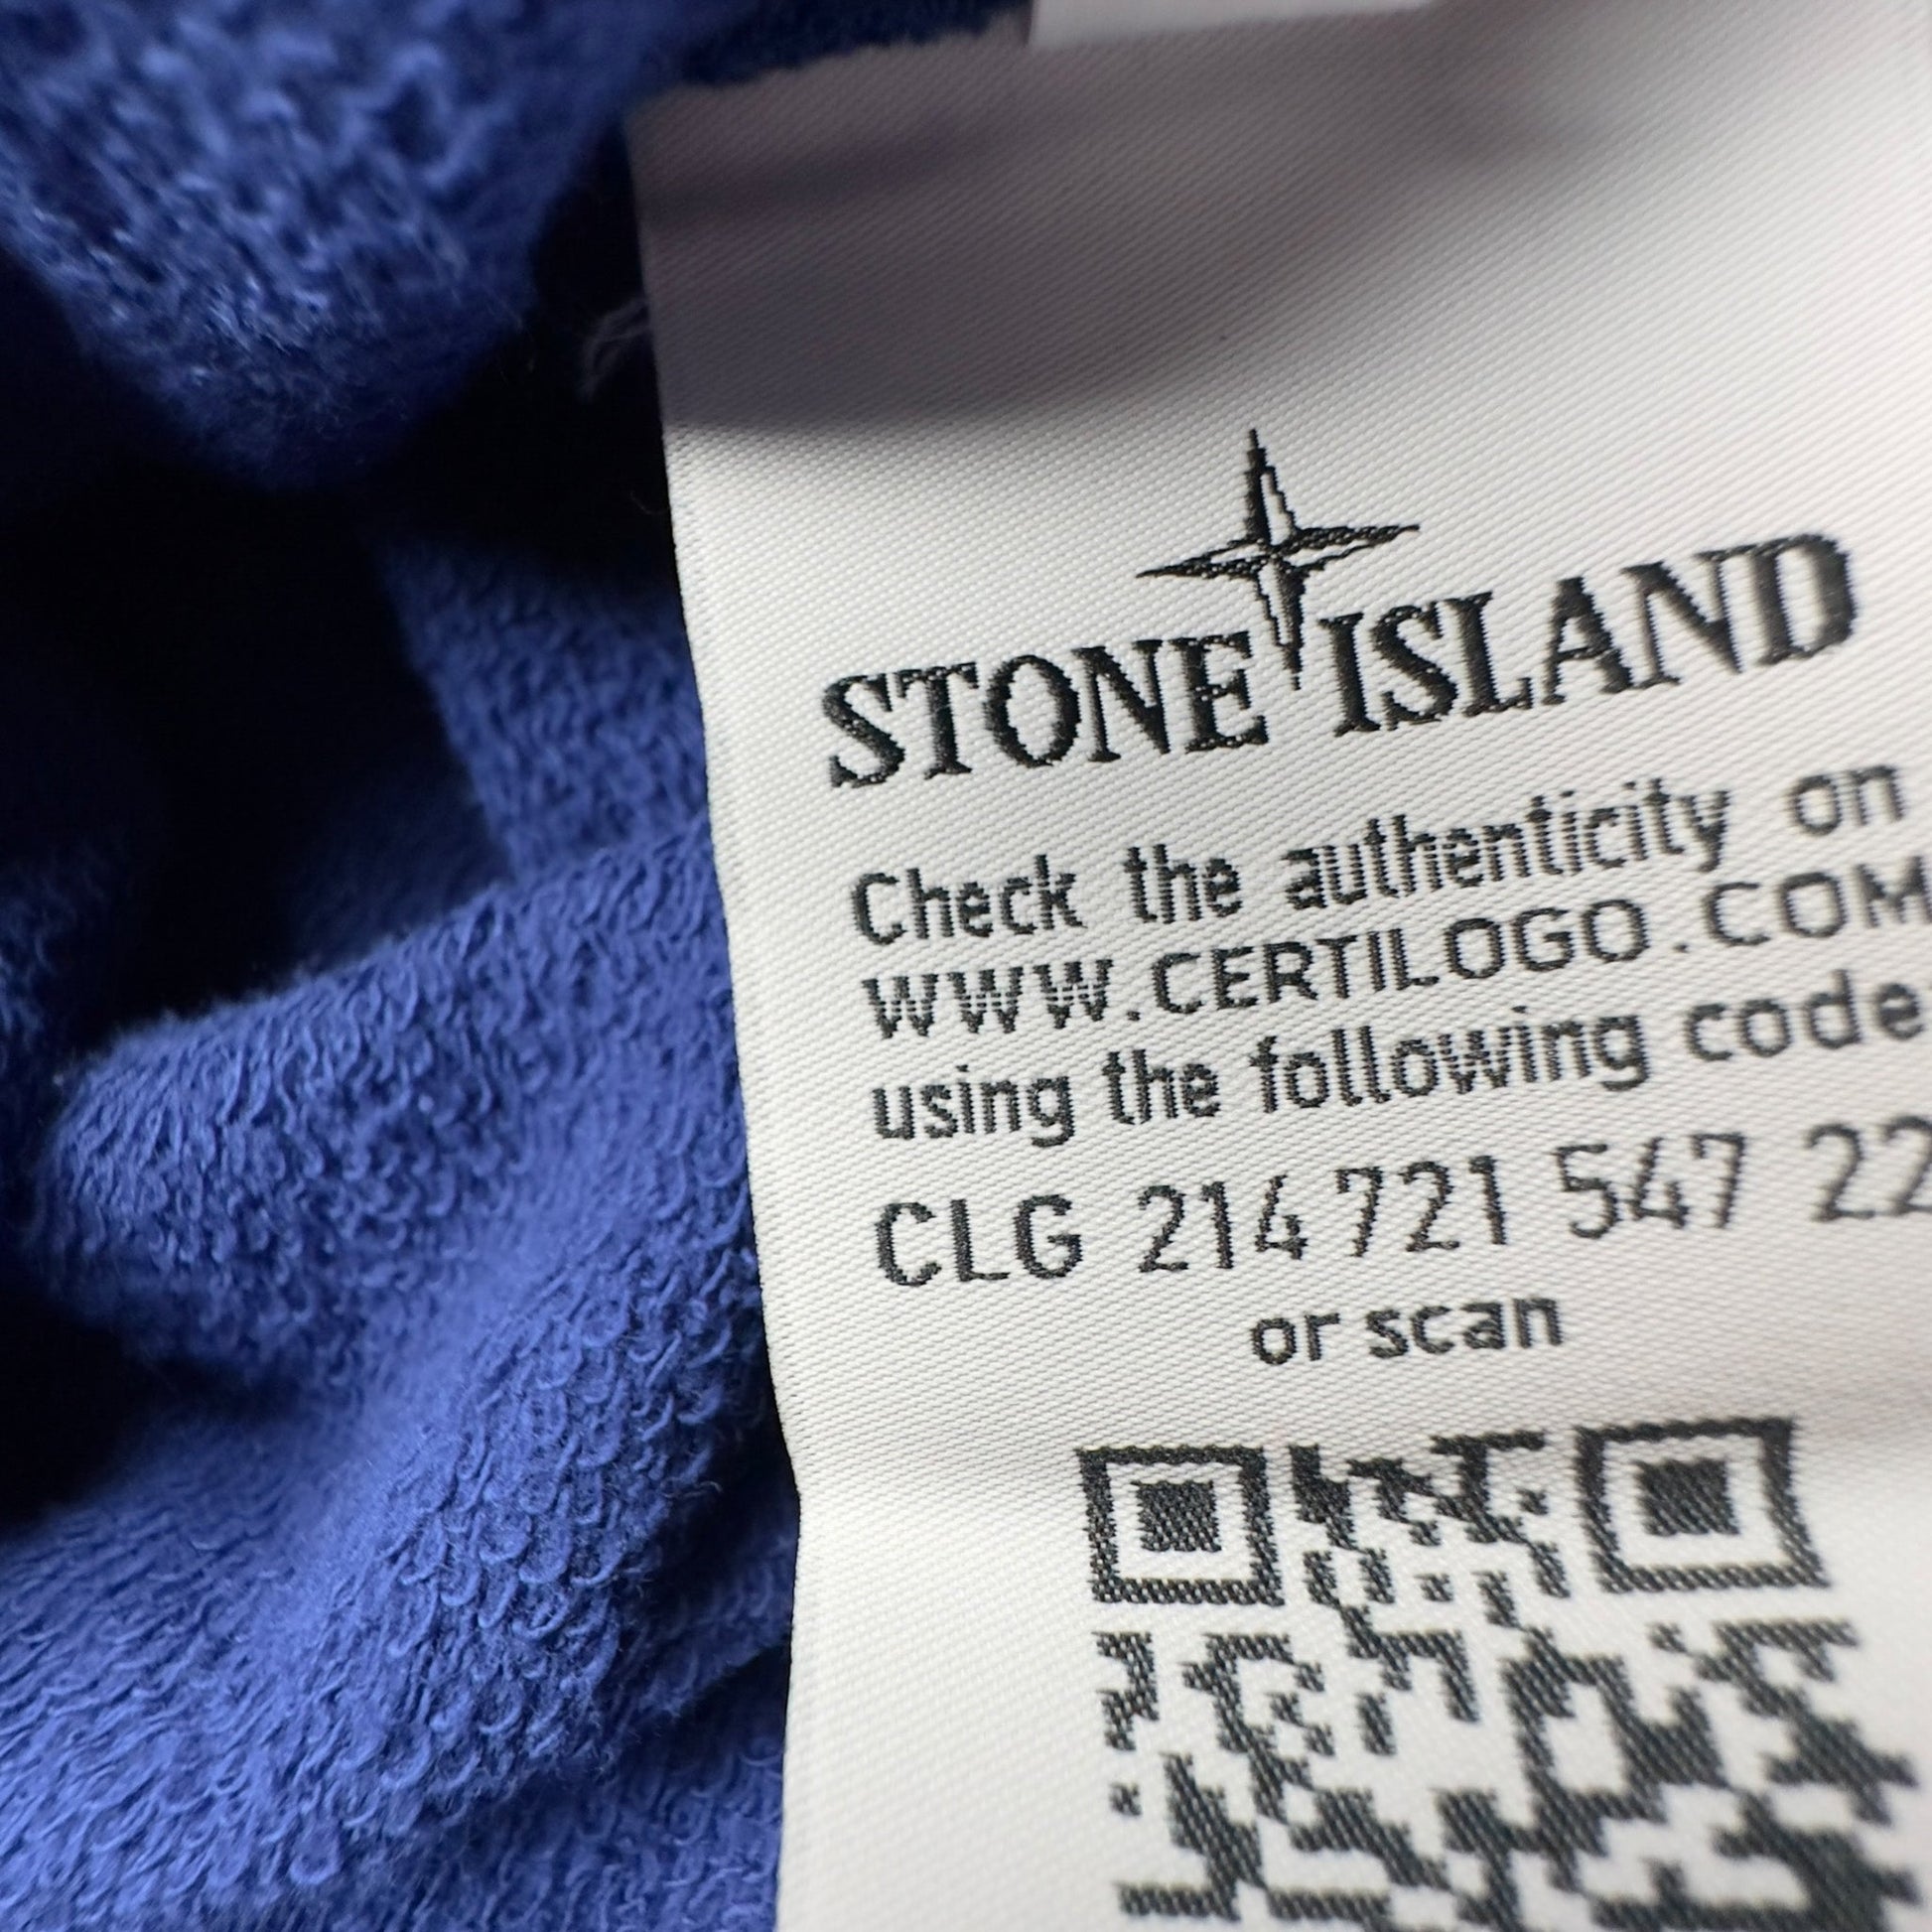 STONE ISLAND
Check the authenticity on
WWW.CERTILOGO.COM
using the following code
CLG 214 721 547 22
or scan